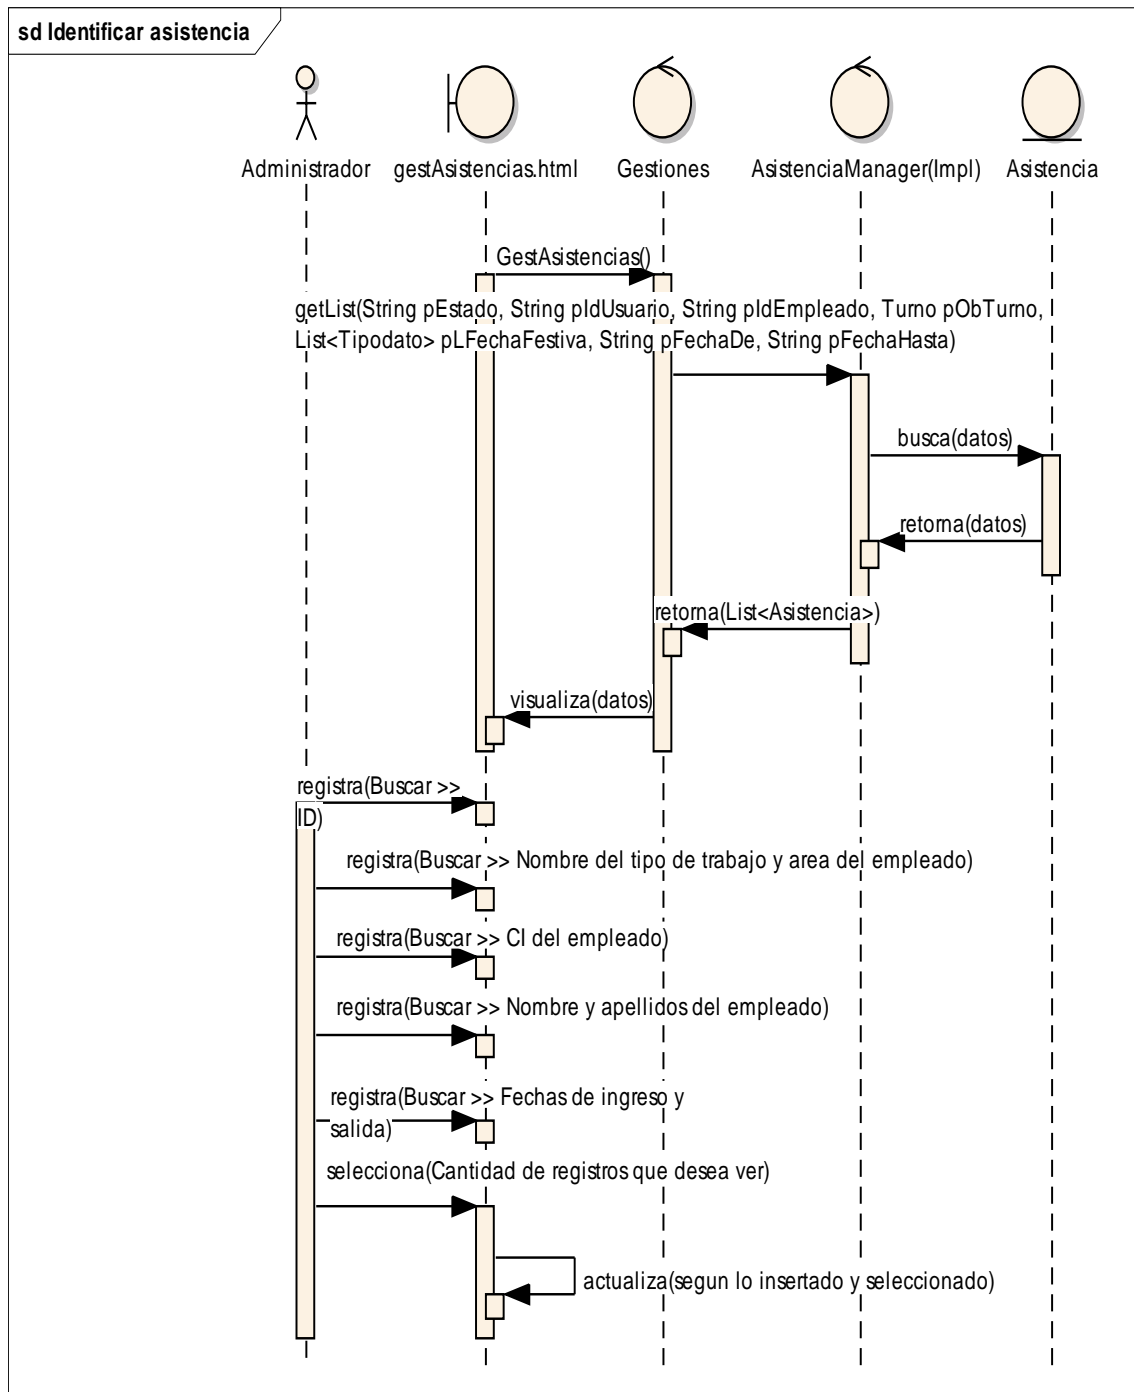 sd Identificar asistencia
Administrador
gestAsistencias.html
Gestiones
AsistenciaManager(Impl)
Asistencia
GestAsistencias()
getList(String pEstado, String pIdUsuario, String pIdEmpleado, Turno pObTurno,
List<Tipodato> pLFechaFestiva, String pFechaDe, String pFechaHasta)
busca(datos)
retorna(datos)
retorna(List<Asistencia>)
visualiza(datos)
registra(Buscar >>
ID)
registra(Buscar >> Nombre del tipo de trabajo y area del empleado)
registra(Buscar >> CI del empleado)
registra(Buscar >> Nombre y apellidos del empleado)
registra(Buscar >> Fechas de ingreso y
salida)
selecciona(Cantidad de registros que desea ver)
actualiza(segun lo insertado y seleccionado)